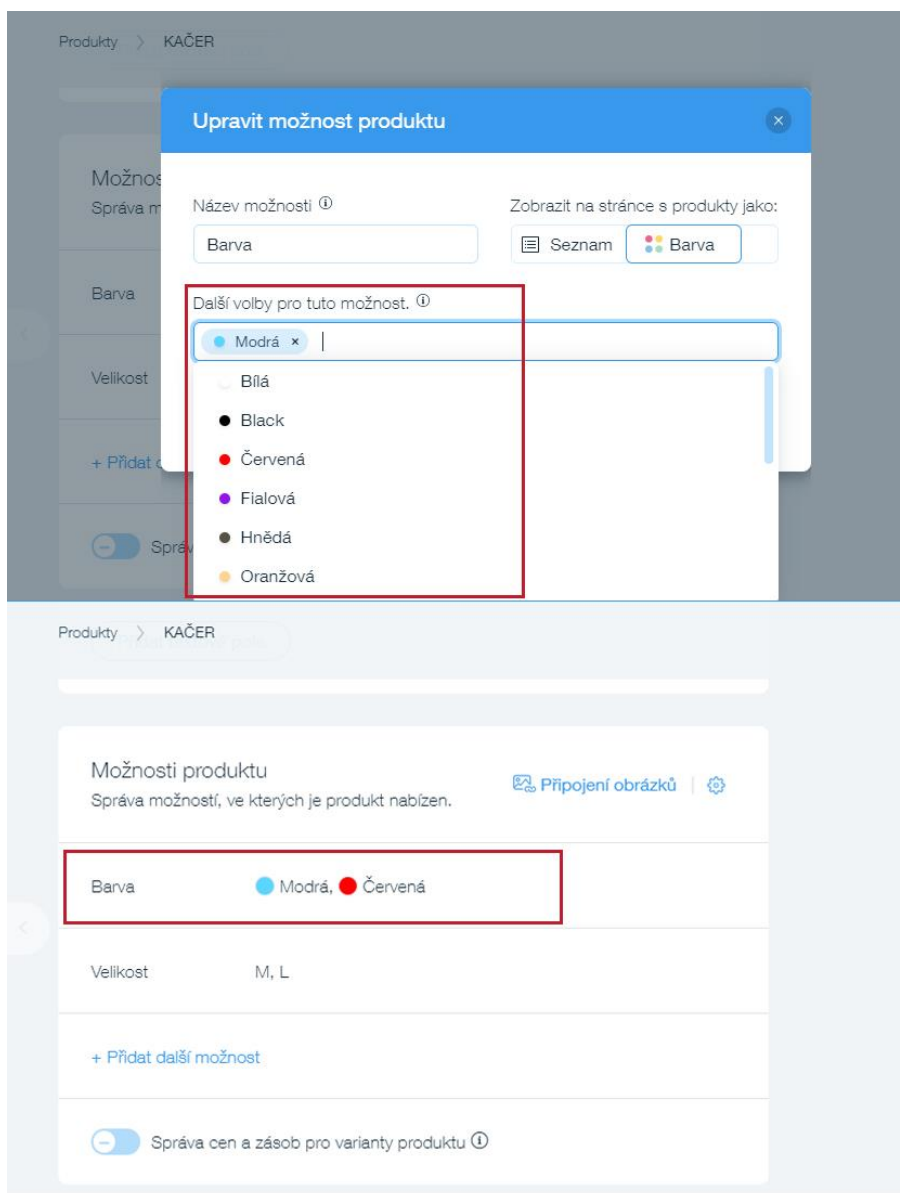 Produkty > KAČER
Upravit možnost produktu
Možnos
Správa m
Název možnosti
Zobrazit na stránce s produkty jako:
Barva
Seznam
Barva
Barva
Další volby pro tuto možnost.
Modrá ×
Velikost
Bílá
Black
+ Přidat
Červená
Fialová
Hnědá
Sprá
Oranžová
Produkty > KAČER
Možnosti produktu
Správa možností, ve kterých je produkt nabízen.
Připojení obrázků
Barva
Modrá, Červená
Velikost
M, L
+ Přidat další možnost
Správa cen a zásob pro varianty produktu